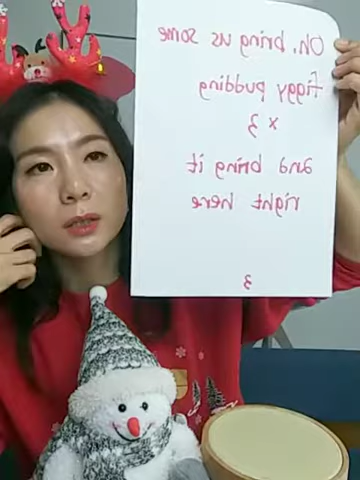 Oh, bring us some
figgy pudding
x 3
and bring it
right here
3